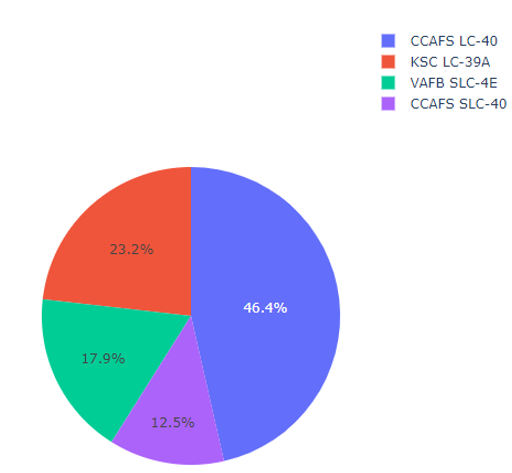 CCAFS LC-40
KSC LC-39A
VAFB SLC-4E
CCAFS SLC-40
23.2%
46.4%
17.9%
12.5%